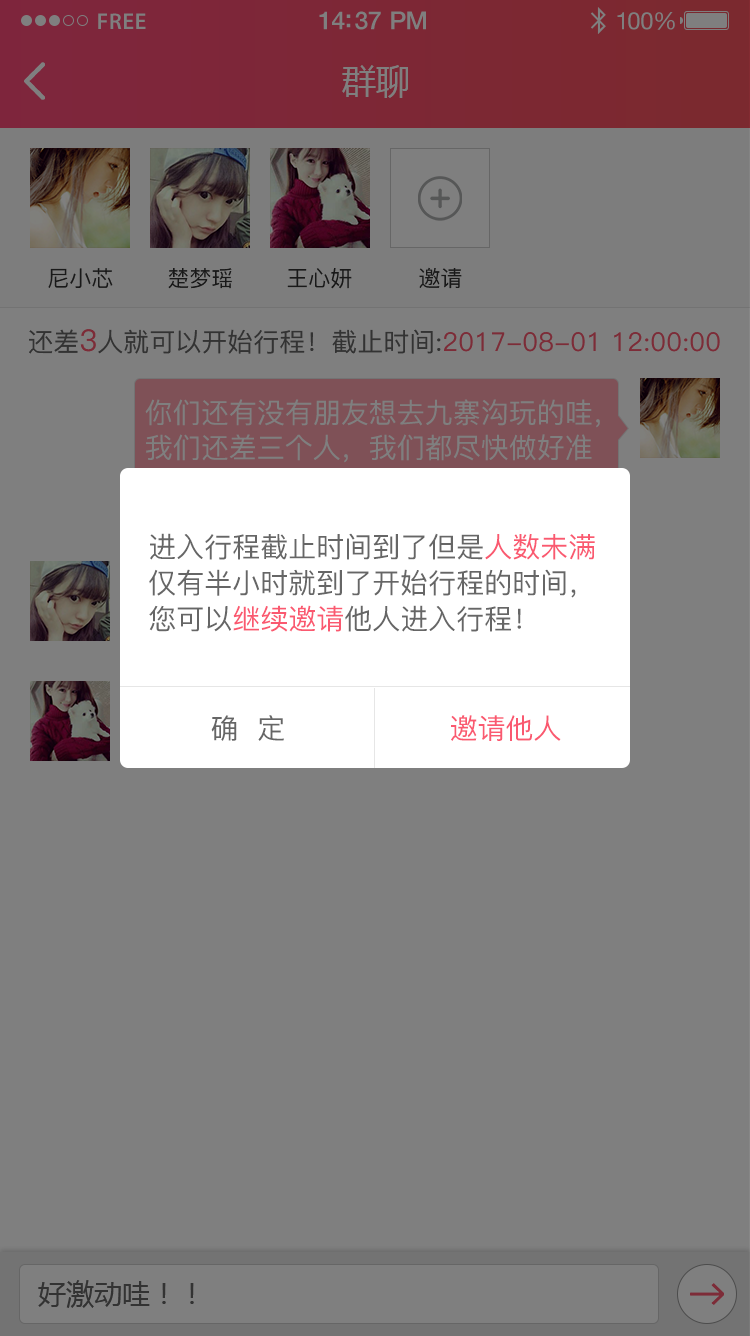 FREE 14:37 PM 100%
群聊
尼小芯 楚梦瑶 王心妍 邀请
还差3人就可以开始行程！截止时间:2017-08-01 12:00:00
你们还有没有朋友想去九寨沟玩的哇，
我们还差三个人，我们都尽快做好准
进入行程截止时间到了但是人数未满
仅有半小时就到了开始行程的时间，
您可以继续邀请他人进入行程！
确 定 邀请他人
好激动哇！！